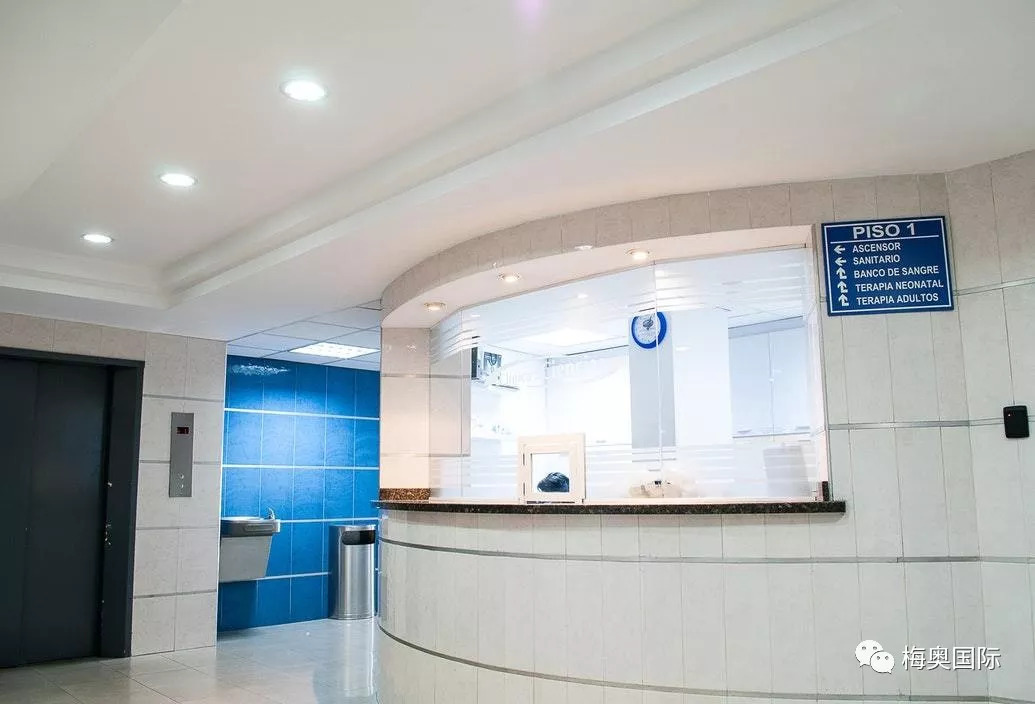 PISO 1
ASCENSOR
SANITARIO
BANCO DE SANGRE
TERAPIA NEONATAL
TERAPIA ADULTOS
梅奥国际